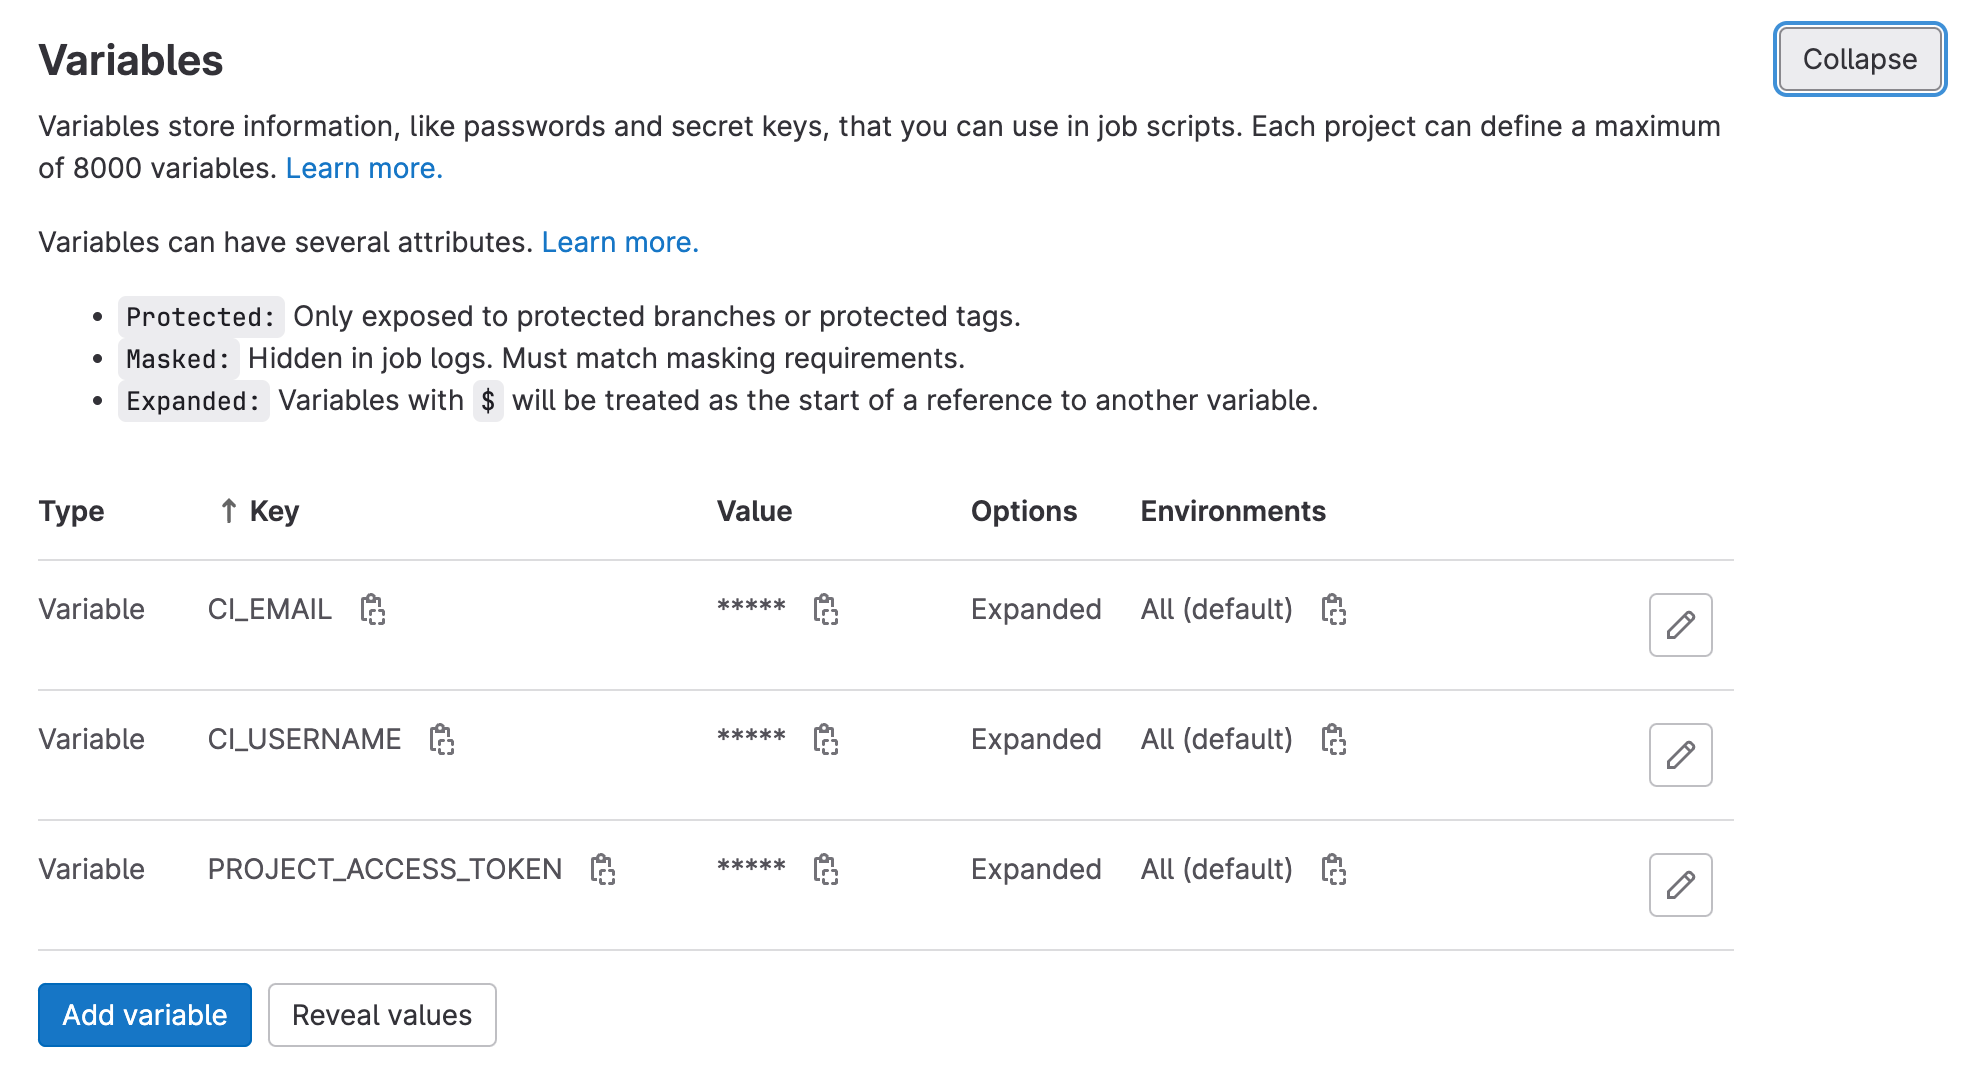 Variables
Collapse
Variables store information, like passwords and secret keys, that you can use in job scripts. Each project can define a maximum
of 8000 variables. Learn more.
Variables can have several attributes. Learn more.
• Protected: Only exposed to protected branches or protected tags.
• Masked: Hidden in job logs. Must match masking requirements.
• Expanded: Variables with $ will be treated as the start of a reference to another variable.
Type ↑ Key Value Options Environments
Variable CI_EMAIL ***** Expanded All (default)
Variable CI_USERNAME ***** Expanded All (default)
Variable PROJECT_ACCESS_TOKEN ***** Expanded All (default)
Add variable Reveal values